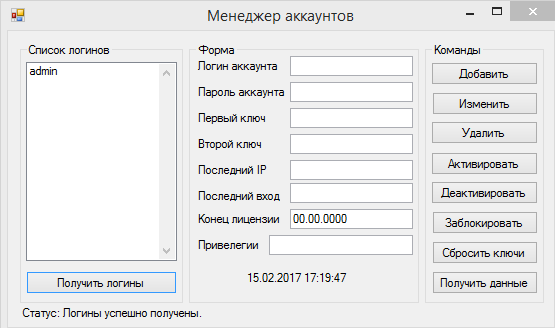 Менеджер аккаунтов
Список логинов
admin
Получить логины
Форма
Логин аккаунта
Пароль аккаунта
Первый ключ
Второй ключ
Последний IP
Последний вход
Конец лицензии 00.00.0000
Привелегии
15.02.2017 17:19:47
Команды
Добавить
Изменить
Удалить
Активировать
Деактивировать
Заблокировать
Сбросить ключи
Получить данные
Статус: Логины успешно получены.